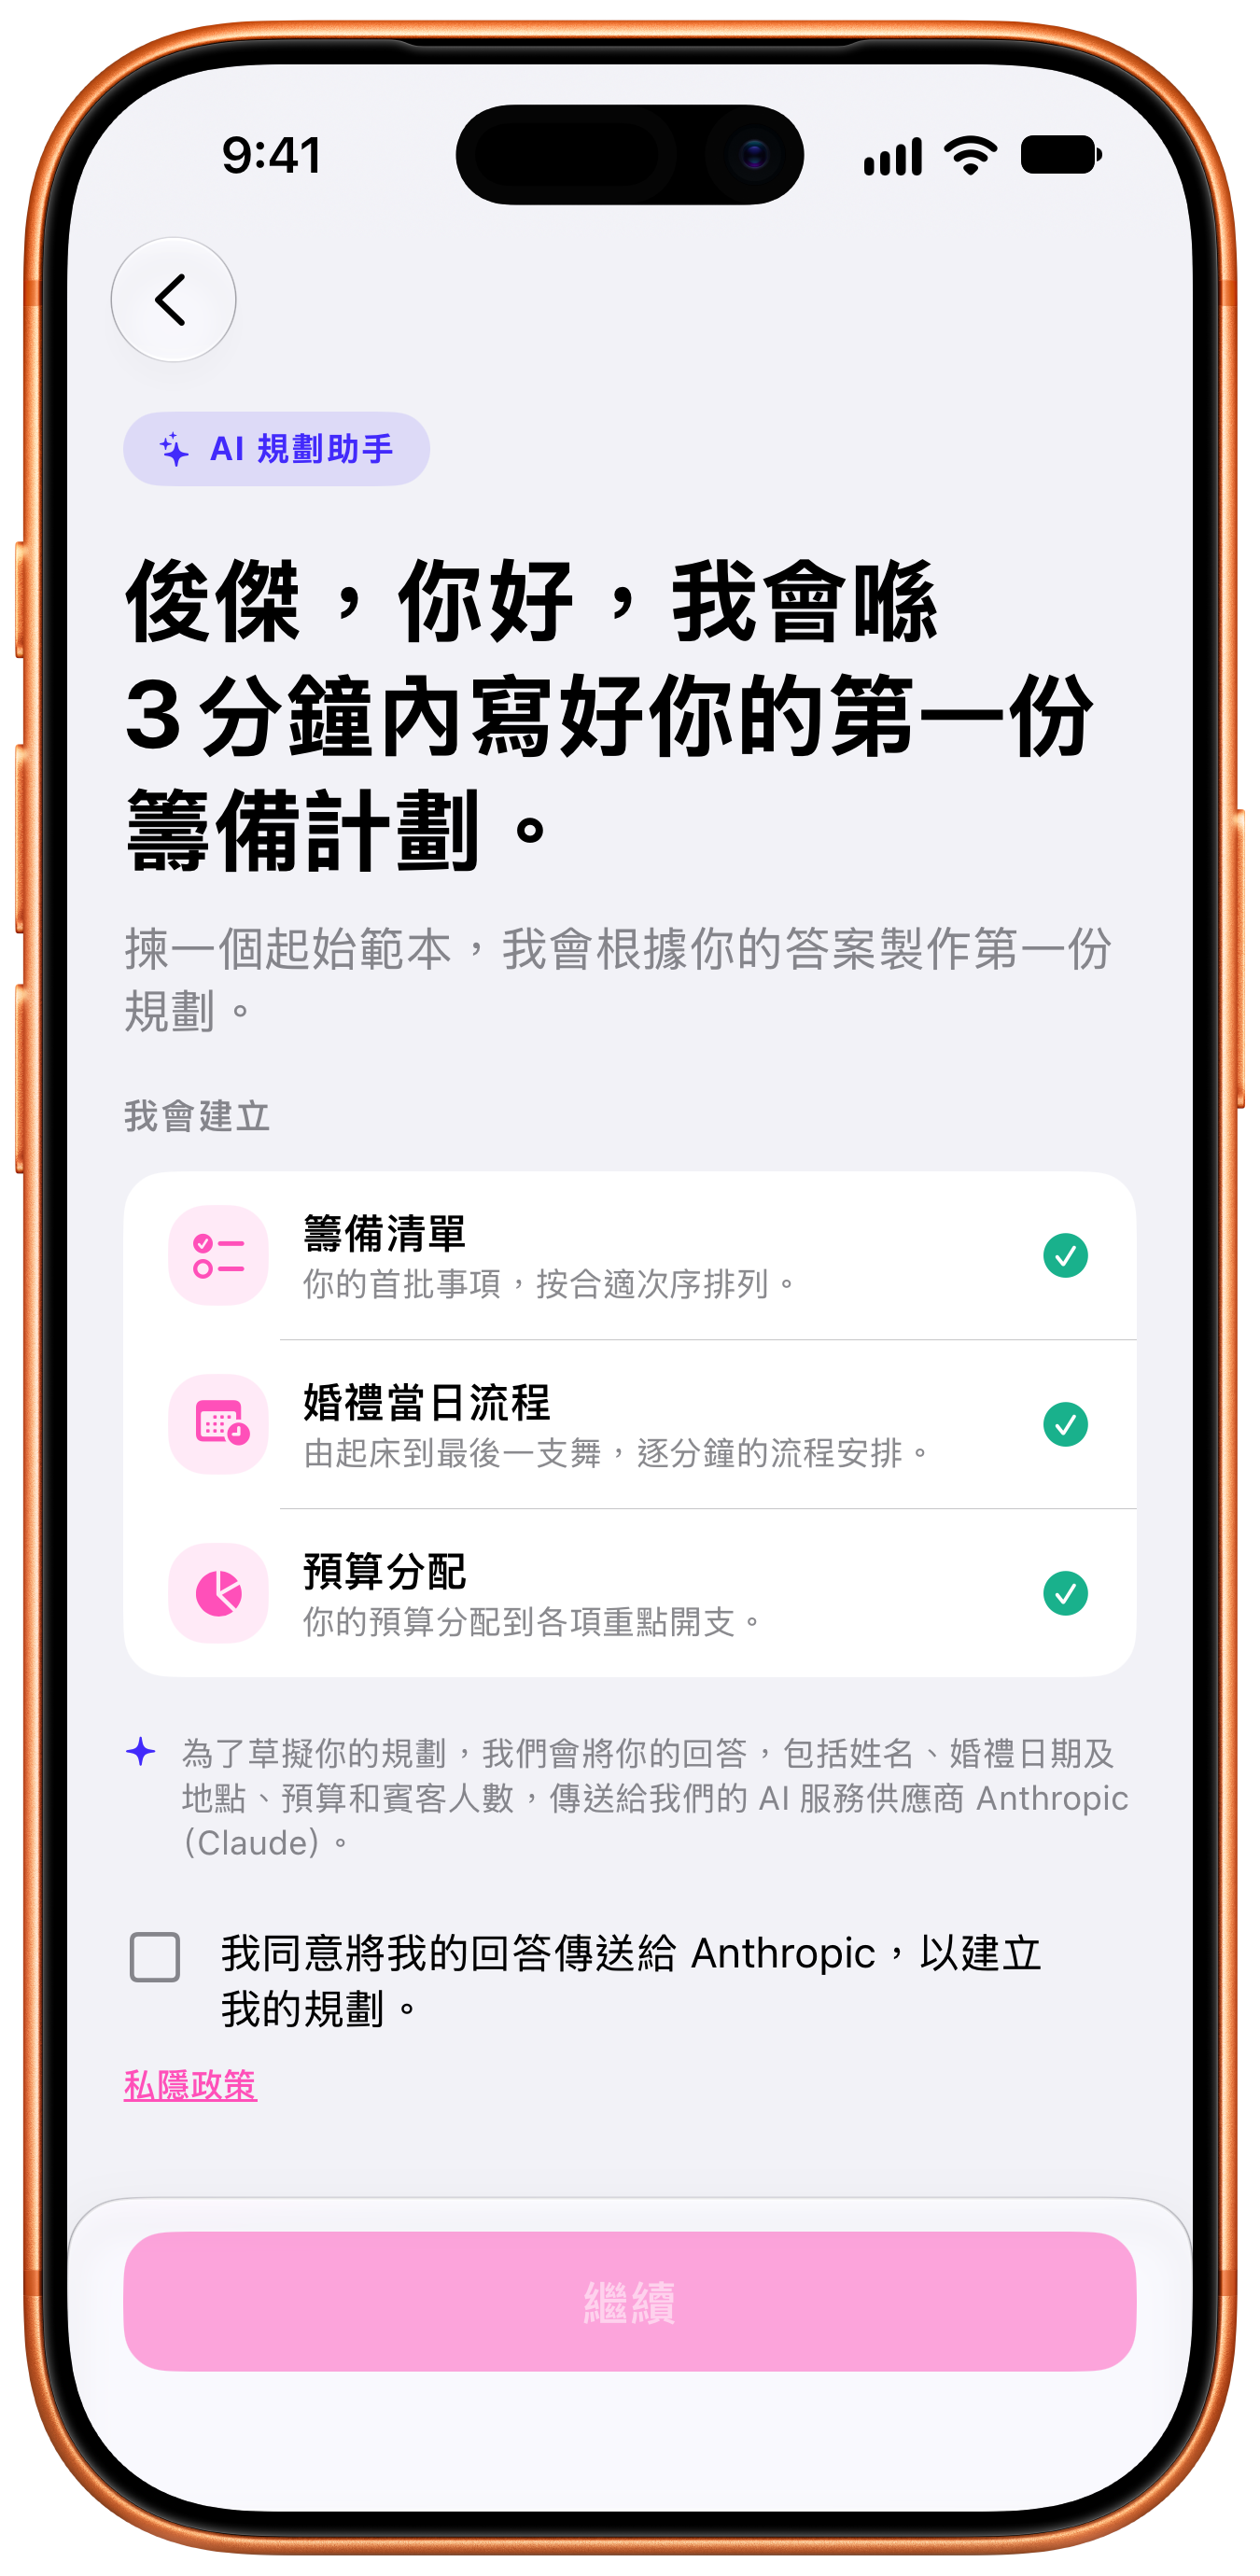 9:41
AI 規劃助手
俊傑，你好，我會喺
3 分鐘內寫好你的第一份
籌備計劃。
揀一個起始範本，我會根據你的答案製作第一份
規劃。
我會建立
籌備清單
你的首批事項，按合適次序排列。
婚禮當日流程
由起床到最後一支舞，逐分鐘的流程安排。
預算分配
你的預算分配到各項重點開支。
為了草擬你的規劃，我們會將你的回答，包括姓名、婚禮日期及
地點、預算和賓客人數，傳送給我們的 AI 服務供應商 Anthropic
(Claude)。
我同意將我的回答傳送給 Anthropic，以建立
我的規劃。
私隱政策
繼續